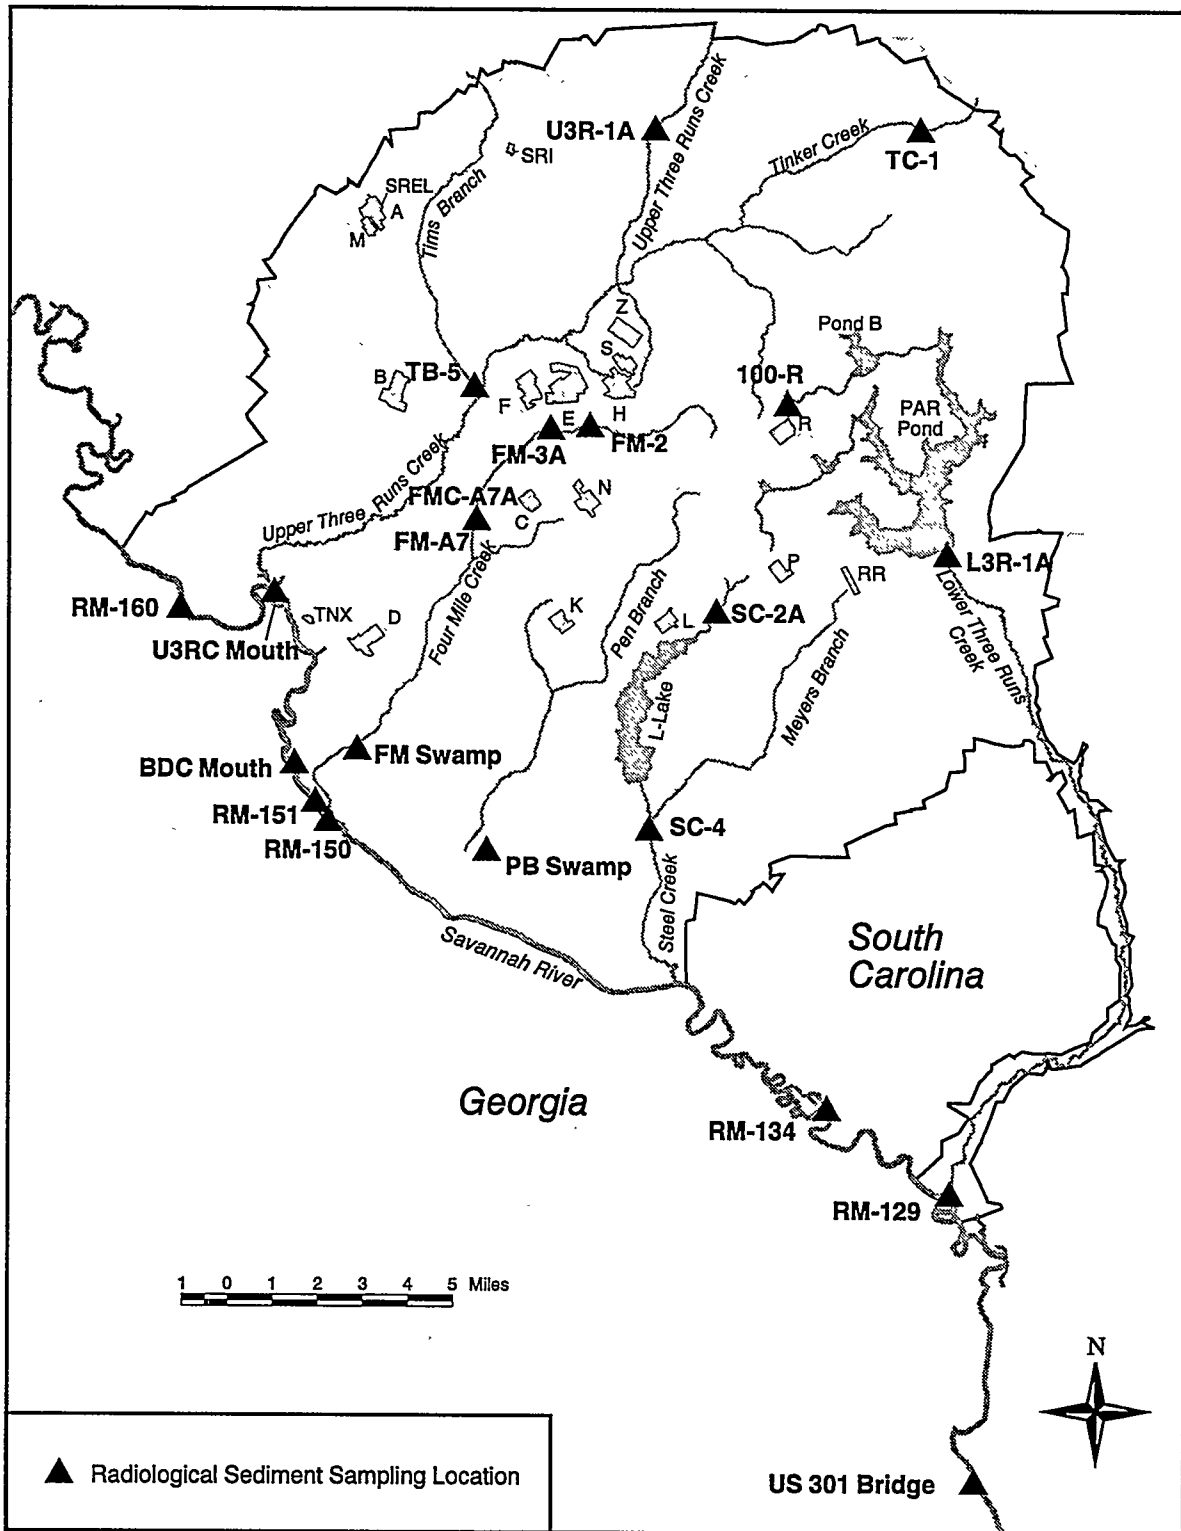 U3R-1A
Upper Three Runs Creek
Tinker Creek
TC-1
SRI
SREL
A
M
Tims Branch
Z
S
Pond B
B
TB-5
F
E
H
100-R
R
PAR
Pond
FM-3A
FM-2
Upper Three Runs Creek
FMC-A7A
C
N
FM-A7
L3R-1A
P
RR
RM-160
TNX
D
U3RC Mouth
Four Mile Creek
K
Pen Branch
L
SC-2A
Lower Three Runs
Creek
Meyers Branch
L-Lake
FM Swamp
BDC Mouth
RM-151
RM-150
SC-4
PB Swamp
Steel Creek
Savannah River
South
Carolina
Georgia
RM-134
RM-129
1 0 1 2 3 4 5 Miles
N
Radiological Sediment Sampling Location
US 301 Bridge